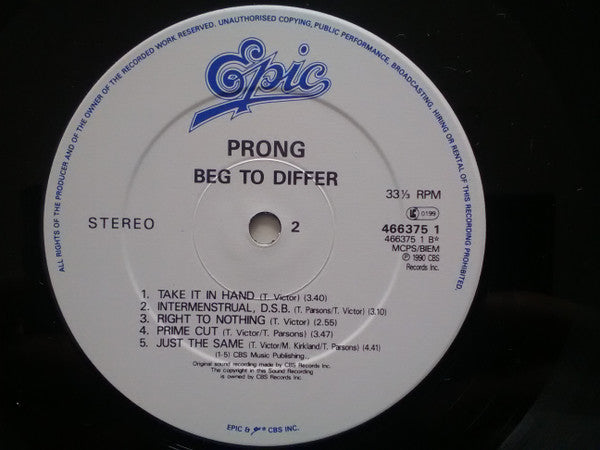 ALL RIGHTS OF THE PRODUCER AND OF THE OWNER OF THE RECORDED WORK RESERVED. UNAUTHORISED COPYING, PUBLIC PERFORMANCE, BROADCASTING, HIRING OR RENTAL OF THIS RECORDING PROHIBITED.
Epic
PRONG
BEG TO DIFFER
33⅓ RPM
0199
STEREO
2
466375 1
466375 1 B*
MCPS/BIEM
℗ 1990 CBS
Records Inc.
1. TAKE IT IN HAND (T. Victor) (3.40)
2. INTERMENSTRUAL, D.S.B. (T. Parsons/T. Victor) (3.10)
3. RIGHT TO NOTHING (T. Victor) (2.55)
4. PRIME CUT (T. Victor/T. Parsons) (3.47)
5. JUST THE SAME (T. Victor/M. Kirkland/T. Parsons) (4.41)
(1-5) CBS Music Publishing..
Original sound recording made by CBS Records Inc.
The copyright in this Sound Recording
is owned by CBS Records Inc.
EPIC & Epic ® CBS INC.